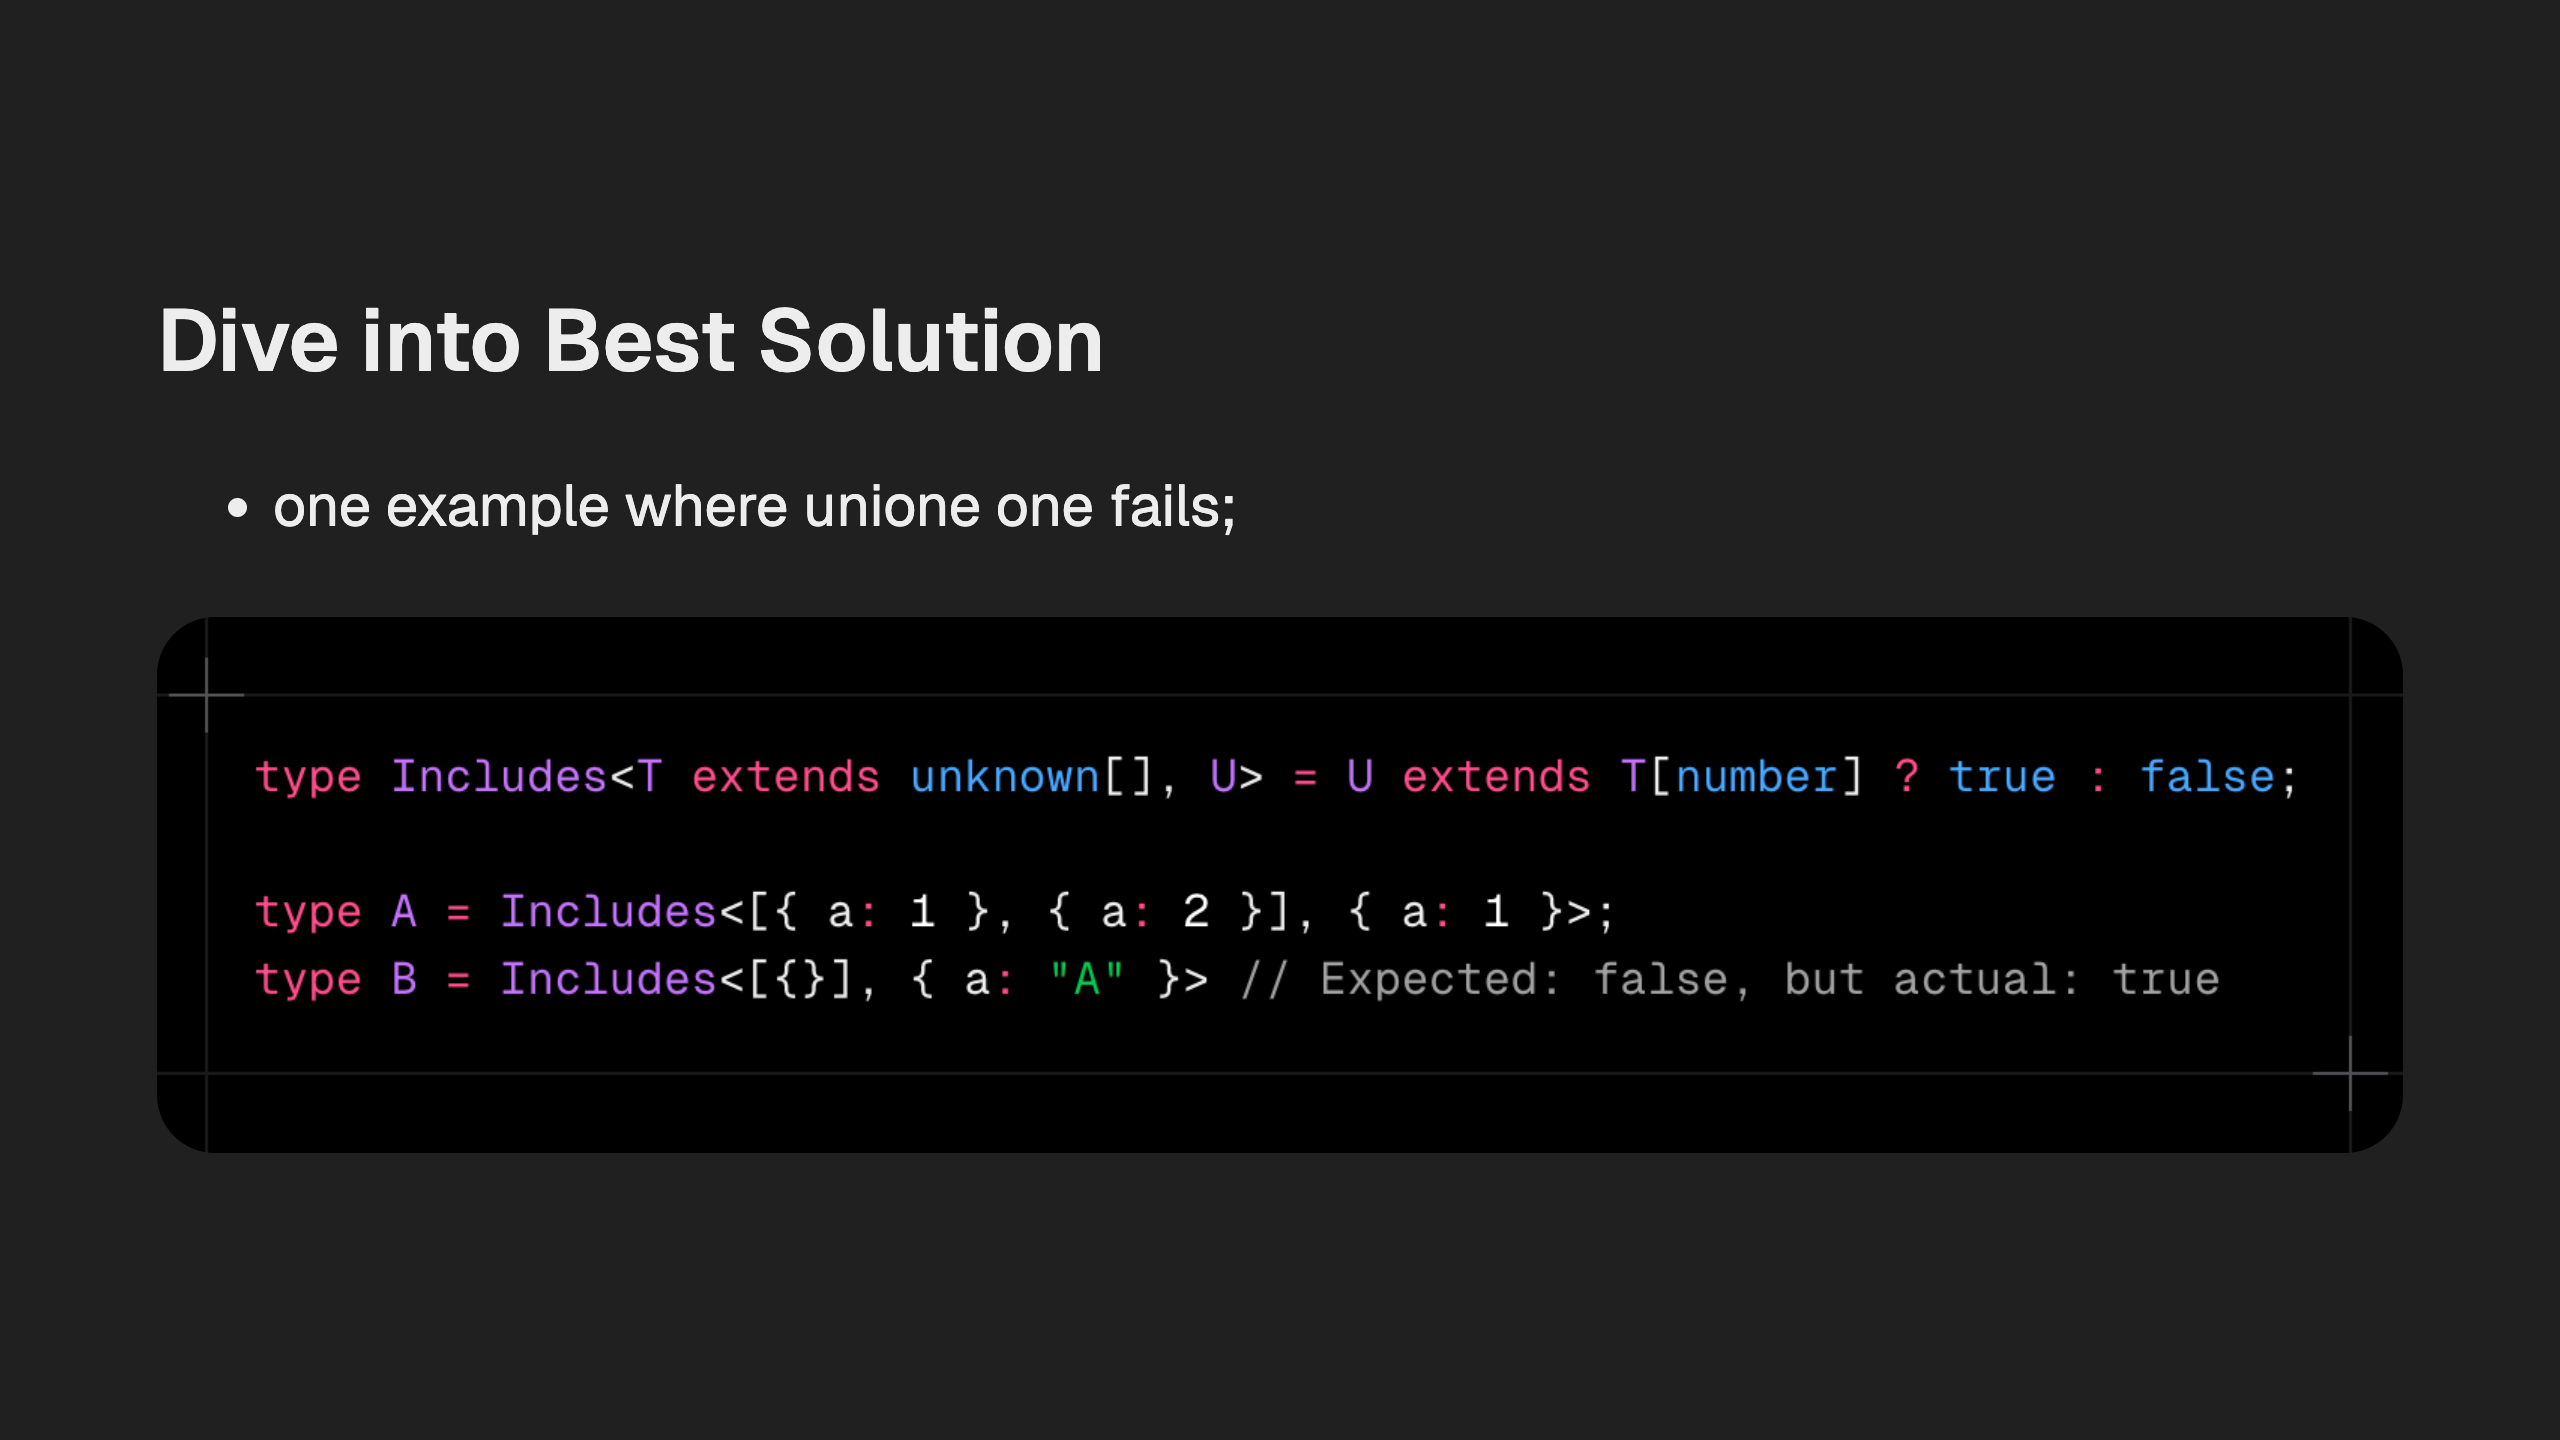 Dive into Best Solution
• one example where unione one fails;
type Includes<T extends unknown[], U> = U extends T[number] ? true : false;
type A = Includes<[{ a: 1 }, { a: 2 }], { a: 1 }>;
type B = Includes<[{}], { a: "A" }> // Expected: false, but actual: true